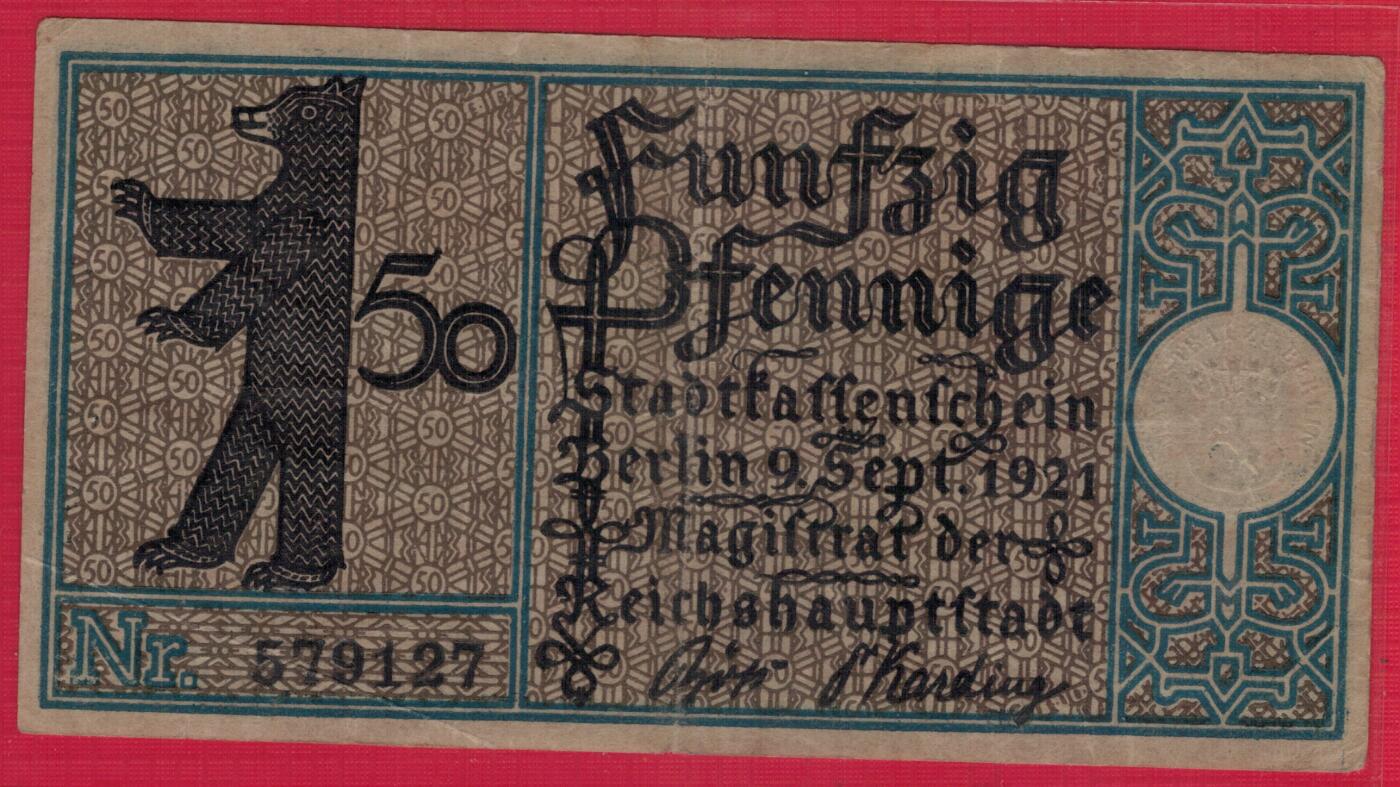 50
Fünfzig
Pfennige
Stadtkaſſenſchein
Berlin 9. Sept. 1921
Magiſtrat der
Reichshauptſtadt
Nr. 579127